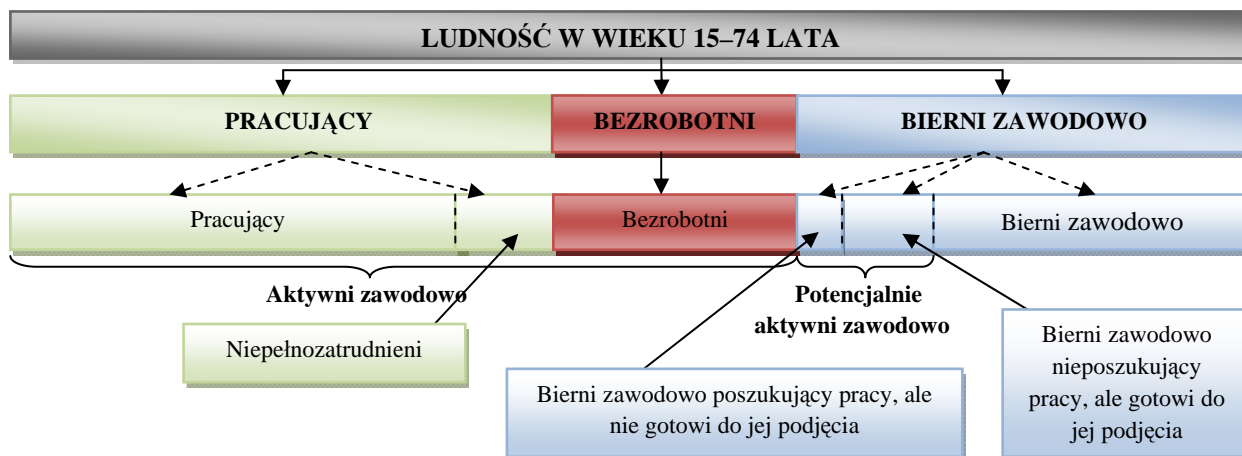 LUDNOŚĆ W WIEKU 15–74 LATA
PRACUJĄCY
BEZROBOTNI
BIERNI ZAWODOWO
Pracujący
Bezrobotni
Bierni zawodowo
Aktywni zawodowo
Potencjalnie
aktywni zawodowo
Niepełnozatrudnieni
Bierni zawodowo poszukujący pracy, ale
nie gotowi do jej podjęcia
Bierni zawodowo
nieposzukujący
pracy, ale gotowi do
jej podjęcia